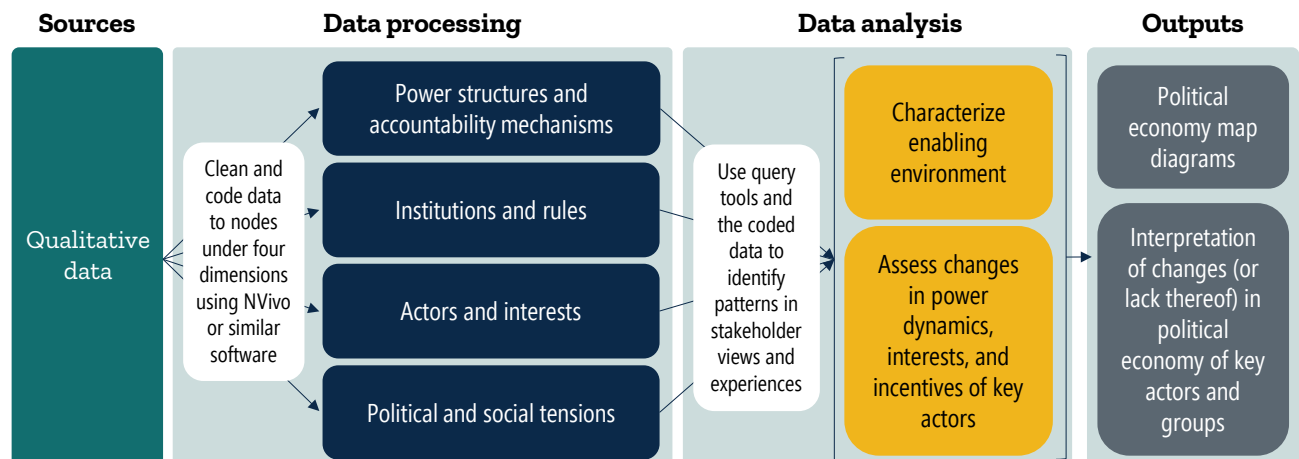 Sources
Data processing
Data analysis
Outputs
Qualitative
data
Clean and
code data
to nodes
under four
dimensions
using NVivo
or similar
software
Power structures and
accountability mechanisms
Institutions and rules
Actors and interests
Political and social tensions
Use query
tools and
the coded
data to
identify
patterns in
stakeholder
views and
experiences
Characterize
enabling
environment
Assess changes
in power
dynamics,
interests, and
incentives of key
actors
Political
economy map
diagrams
Interpretation
of changes (or
lack thereof) in
political
economy of key
actors and
groups